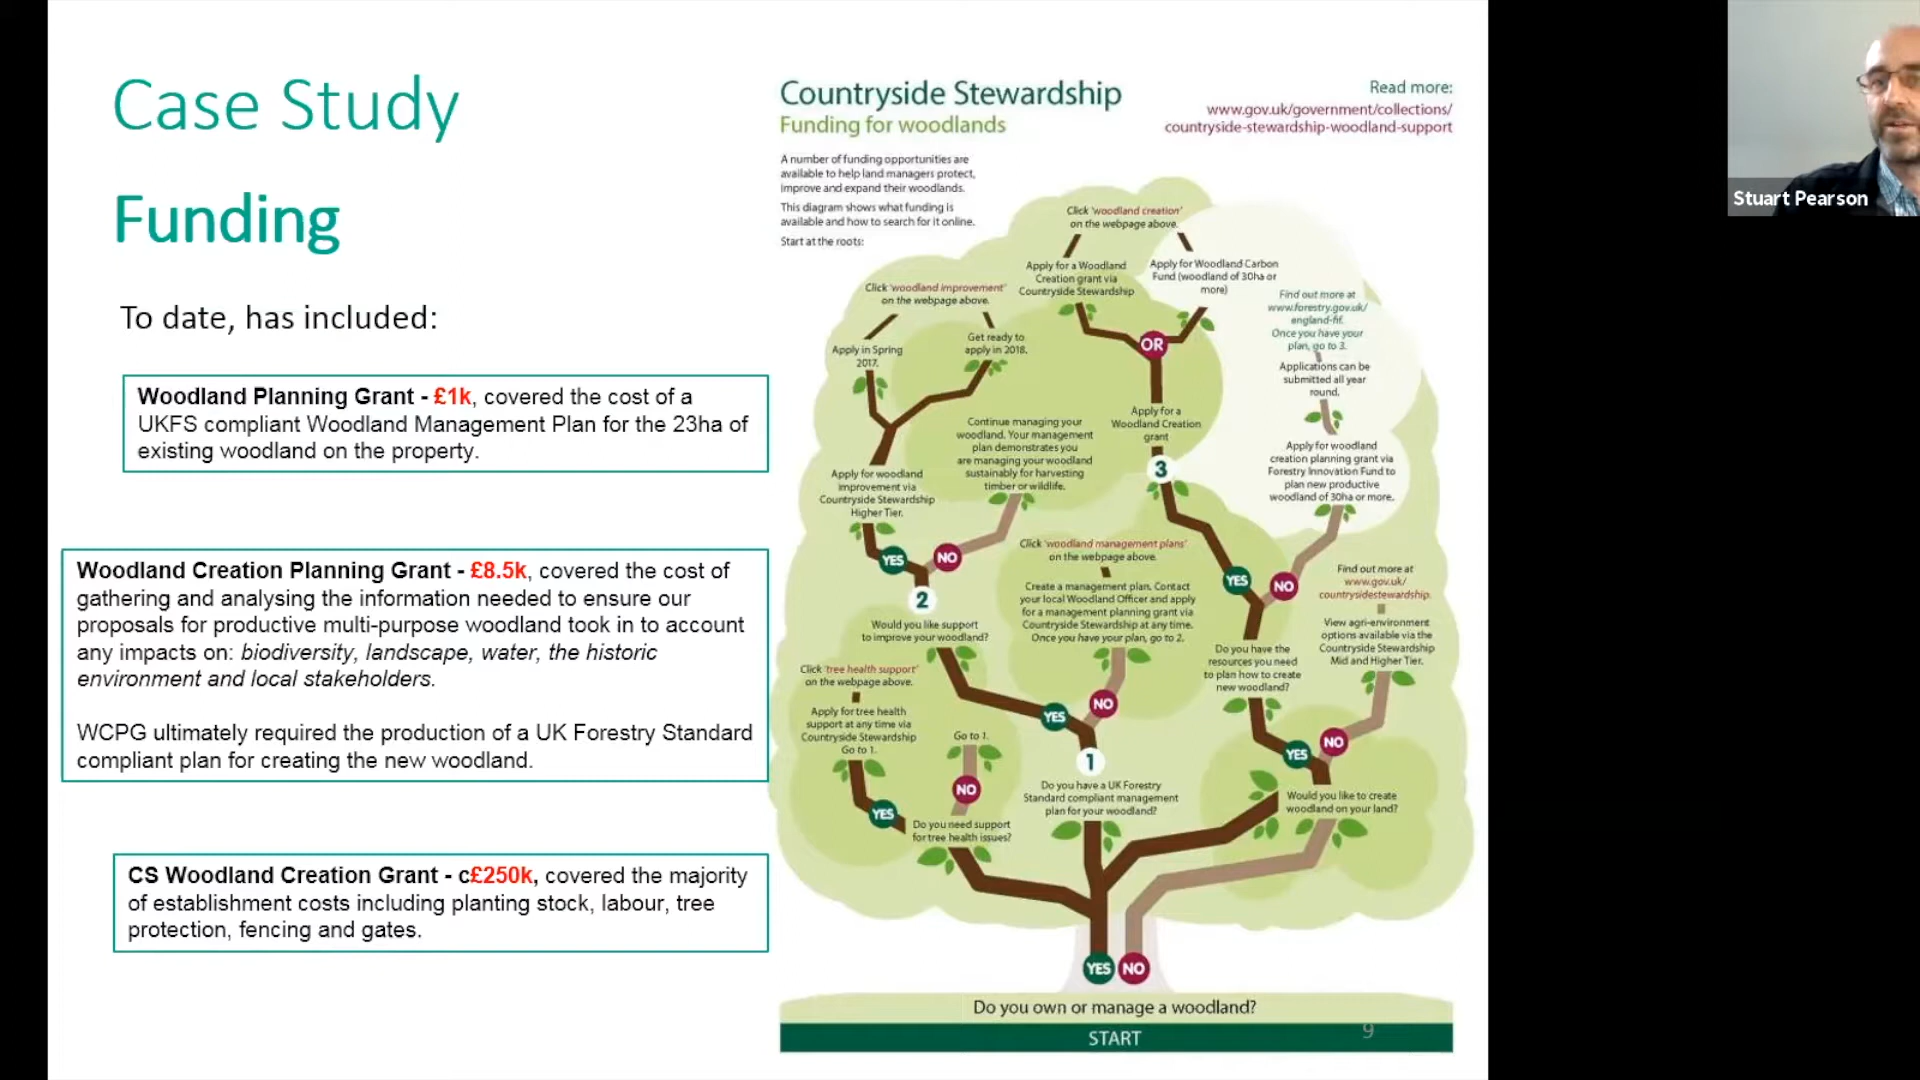 Case Study
Funding
To date, has included:
Woodland Planning Grant - £1k, covered the cost of a
UKFS compliant Woodland Management Plan for the 23ha of
existing woodland on the property.
Woodland Creation Planning Grant - £8.5k, covered the cost of
gathering and analysing the information needed to ensure our
proposals for productive multi-purpose woodland took in to account
any impacts on: biodiversity, landscape, water, the historic
environment and local stakeholders.
WCPG ultimately required the production of a UK Forestry Standard
compliant plan for creating the new woodland.
CS Woodland Creation Grant - c£250k, covered the majority
of establishment costs including planting stock, labour, tree
protection, fencing and gates.
Countryside Stewardship
Funding for woodlands
Read more:
www.gov.uk/government/collections/
countryside-stewardship-woodland-support
A number of funding opportunities are
available to help land managers protect,
improve and expand their woodlands.
This diagram shows what funding is
available and how to search for it online.
Start at the roots:
Click 'woodland creation'
on the webpage above.
Apply for a Woodland
Creation grant via
Countryside Stewardship
Apply for Woodland Carbon
Fund (woodland of 30ha or
more)
OR
Click 'woodland improvement'
on the webpage above.
Apply in Spring
2017.
Get ready to
apply in 2018.
Find out more at
www.forestry.gov.uk/
england-fif.
Once you have your
plan, go to 3.
Applications can be
submitted all year
round.
Apply for a
Woodland Creation
grant
3
Continue managing your
woodland. Your management
plan demonstrates you
are managing your woodland
sustainably for harvesting
timber or wildlife.
Apply for woodland
creation planning grant via
Forestry Innovation Fund to
plan new productive
woodland of 30ha or more.
Apply for woodland
improvement via
Countryside Stewardship
Higher Tier.
YES
NO
2
Would you like support
to improve your woodland?
Click 'woodland management plans'
on the webpage above.
Create a management plan. Contact
your local Woodland Officer and apply
for a management planning grant via
Countryside Stewardship at any time.
Once you have your plan, go to 2.
YES
NO
Do you have the
resources you need
to plan how to create
new woodland?
Find out more at
www.gov.uk/
countrysidestewardship.
View agri-environment
options available via the
Countryside Stewardship
Mid and Higher Tier.
Click 'tree health support'
on the webpage above.
Apply for tree health
support at any time via
Countryside Stewardship
Go to 1.
Go to 1.
YES
NO
1
Do you have a UK Forestry
Standard compliant management
plan for your woodland?
YES
NO
Would you like to create
woodland on your land?
YES
NO
Do you need support
for tree health issues?
YES
NO
Do you own or manage a woodland?
START
9
Stuart Pearson